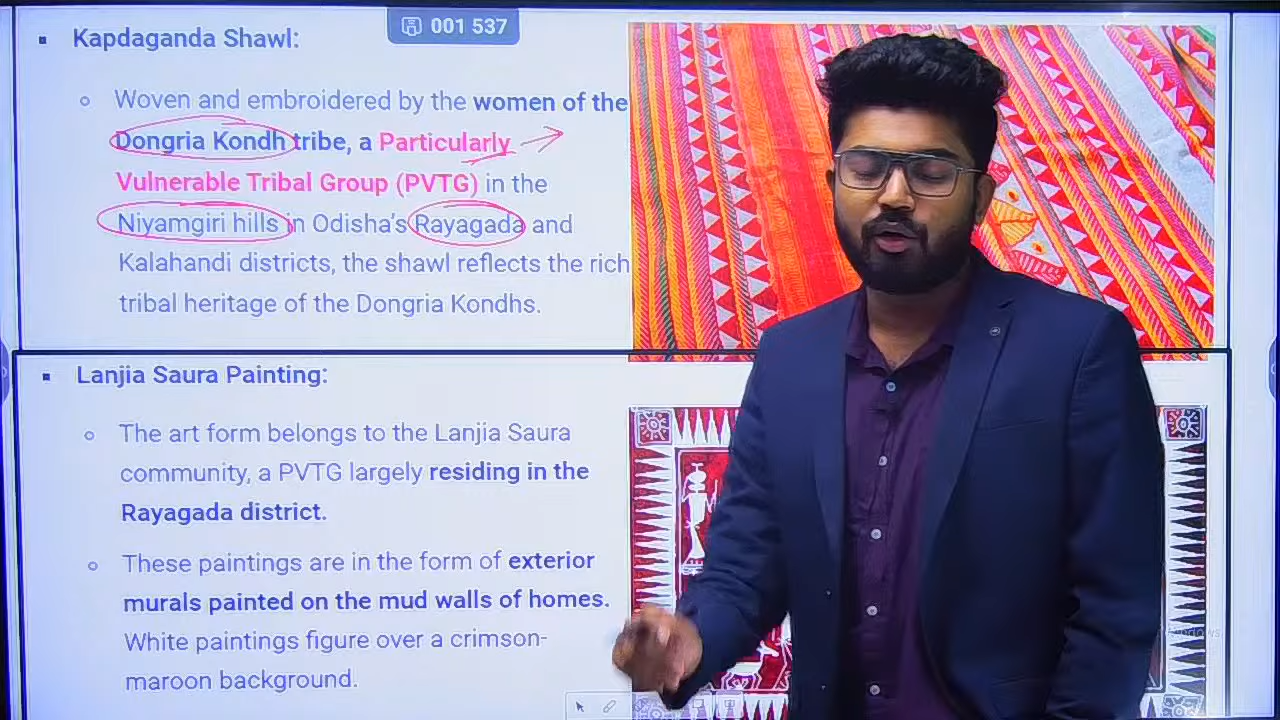 001 537
Kapdaganda Shawl:
Woven and embroidered by the women of the
Dongria Kondh tribe, a Particularly
Vulnerable Tribal Group (PVTG) in the
Niyamgiri hills in Odisha's Rayagada and
Kalahandi districts, the shawl reflects the rich
tribal heritage of the Dongria Kondhs.
Lanjia Saura Painting:
The art form belongs to the Lanjia Saura
community, a PVTG largely residing in the
Rayagada district.
These paintings are in the form of exterior
murals painted on the mud walls of homes.
White paintings figure over a crimson-
maroon background.